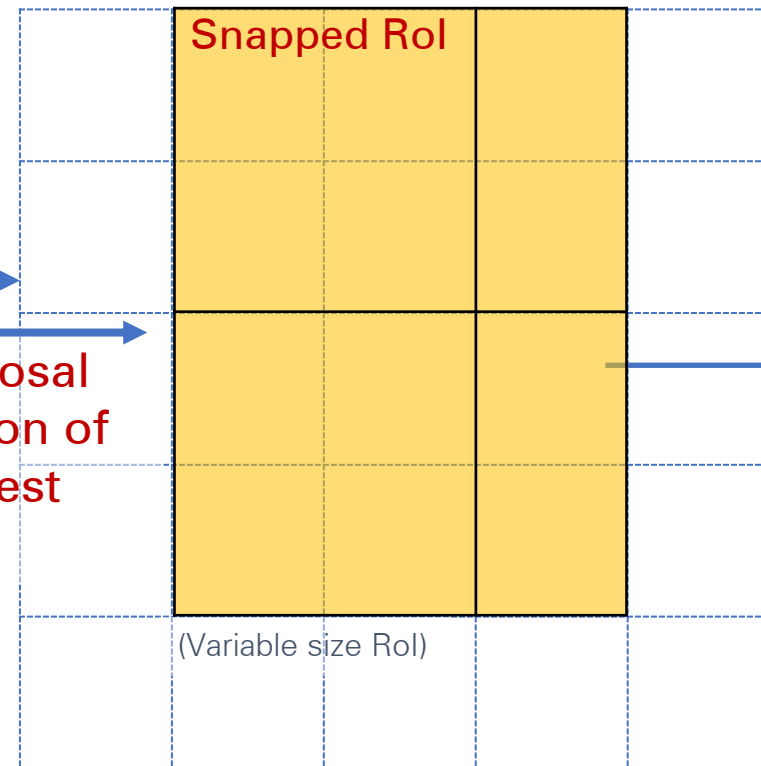 Snapped RoI
osal
on of
est
(Variable size RoI)